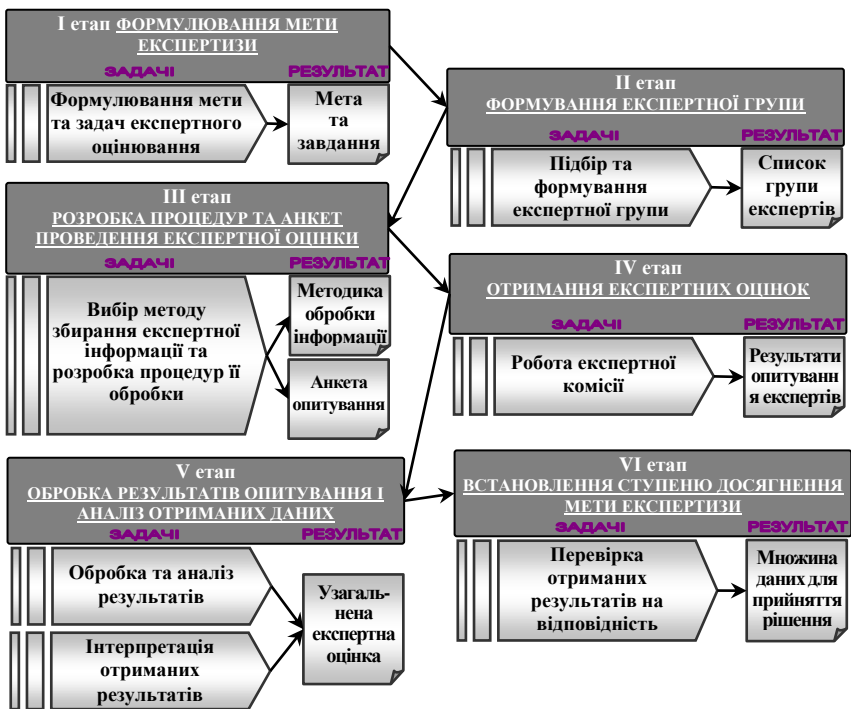 І етап ФОРМУЛЮВАННЯ МЕТИ
ЕКСПЕРТИЗИ
ЗАДАЧІ РЕЗУЛЬТАТ
Формулювання мети
та задач експертного
оцінювання
Мета
та
завдання
ІІ етап
ФОРМУВАННЯ ЕКСПЕРТНОЇ ГРУПИ
ЗАДАЧІ РЕЗУЛЬТАТ
Підбір та
формування
експертної групи
Список
групи
експертів
ІІІ етап
РОЗРОБКА ПРОЦЕДУР ТА АНКЕТ
ПРОВЕДЕННЯ ЕКСПЕРТНОЇ ОЦІНКИ
ЗАДАЧІ РЕЗУЛЬТАТ
Вибір методу
збирання експертної
інформації та
розробка процедур її
обробки
Методика
обробки
інформації
Анкета
опитування
IV етап
ОТРИМАННЯ ЕКСПЕРТНИХ ОЦІНОК
ЗАДАЧІ РЕЗУЛЬТАТ
Робота експертної
комісії
Результати
опитуванн
я експертів
V етап
ОБРОБКА РЕЗУЛЬТАТІВ ОПИТУВАННЯ І
АНАЛІЗ ОТРИМАНИХ ДАНИХ
ЗАДАЧІ РЕЗУЛЬТАТ
Обробка та аналіз
результатів
Інтерпретація
отриманих
результатів
Узагаль-
нена
експертна
оцінка
VI етап
ВСТАНОВЛЕННЯ СТУПЕНЮ ДОСЯГНЕННЯ
МЕТИ ЕКСПЕРТИЗИ
ЗАДАЧІ РЕЗУЛЬТАТ
Перевірка
отриманих
результатів на
відповідність
Множина
даних для
прийняття
рішення